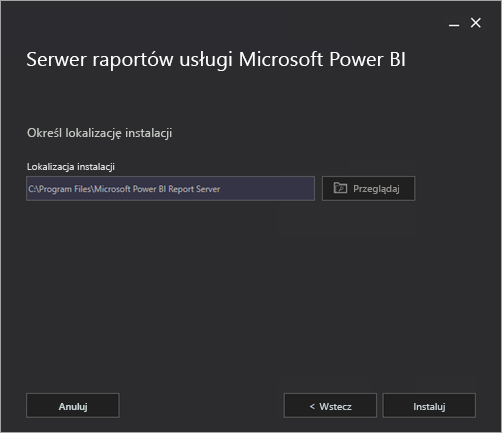 Serwer raportów usługi Microsoft Power BI
Określ lokalizację instalacji
Lokalizacja instalacji
C:\Program Files\Microsoft Power BI Report Server
Przeglądaj
Anuluj
< Wstecz
Instaluj